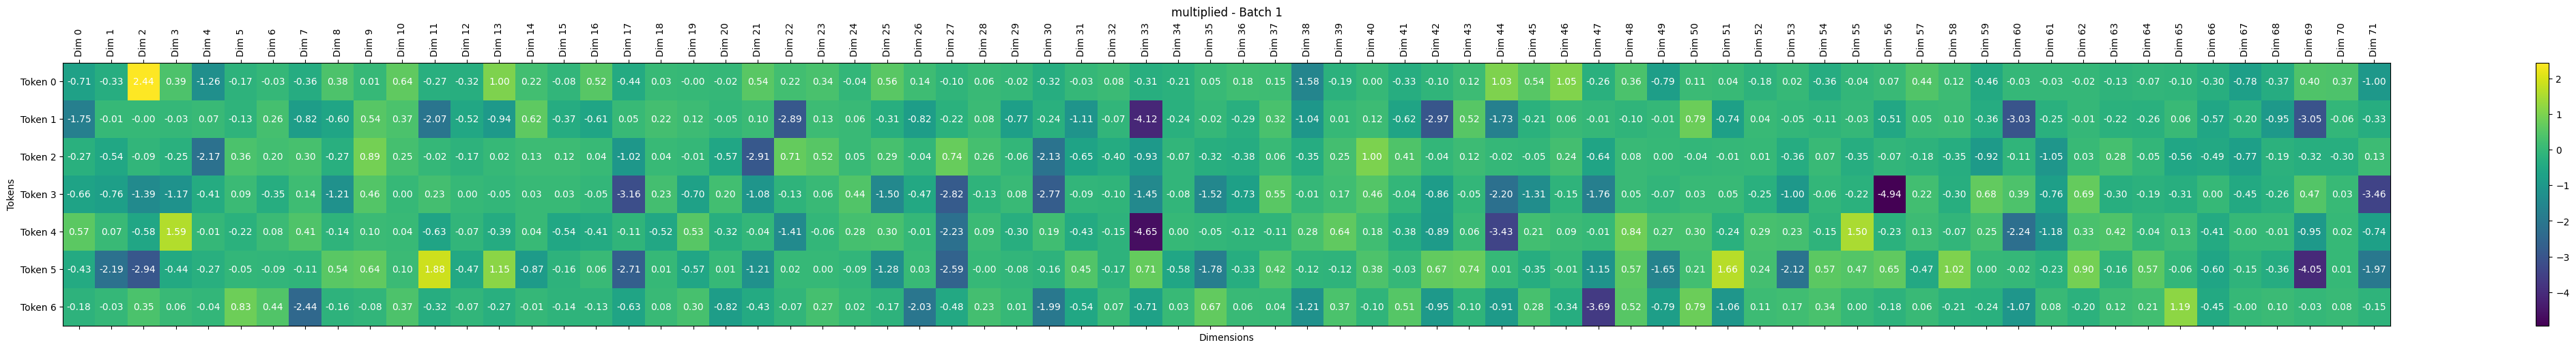 multiplied - Batch 1
Dim 0 Dim 1 Dim 2 Dim 3 Dim 4 Dim 5 Dim 6 Dim 7 Dim 8 Dim 9 Dim 10 Dim 11 Dim 12 Dim 13 Dim 14 Dim 15 Dim 16 Dim 17 Dim 18 Dim 19 Dim 20 Dim 21 Dim 22 Dim 23 Dim 24 Dim 25 Dim 26 Dim 27 Dim 28 Dim 29 Dim 30 Dim 31 Dim 32 Dim 33 Dim 34 Dim 35 Dim 36 Dim 37 Dim 38 Dim 39 Dim 40 Dim 41 Dim 42 Dim 43 Dim 44 Dim 45 Dim 46 Dim 47 Dim 48 Dim 49 Dim 50 Dim 51 Dim 52 Dim 53 Dim 54 Dim 55 Dim 56 Dim 57 Dim 58 Dim 59 Dim 60 Dim 61 Dim 62 Dim 63 Dim 64 Dim 65 Dim 66 Dim 67 Dim 68 Dim 69 Dim 70 Dim 71
Token 0 -0.71 -0.33 2.44 0.39 -1.26 -0.17 -0.03 -0.36 0.38 0.01 0.64 -0.27 -0.32 1.00 0.22 -0.08 0.52 -0.44 0.03 -0.00 -0.02 0.54 0.22 0.34 -0.04 0.56 0.14 -0.10 0.06 -0.02 -0.32 -0.03 0.08 -0.31 -0.21 0.05 0.18 0.15 -1.58 -0.19 0.00 -0.33 -0.10 0.12 1.03 0.54 1.05 -0.26 0.36 -0.79 0.11 0.04 -0.18 0.02 -0.36 -0.04 0.07 0.44 0.12 -0.46 -0.03 -0.03 -0.02 -0.13 -0.07 -0.10 -0.30 -0.78 -0.37 0.40 0.37 -1.00
Token 1 -1.75 -0.01 -0.00 -0.03 0.07 -0.13 0.26 -0.82 -0.60 0.54 0.37 -2.07 -0.52 -0.94 0.62 -0.37 -0.61 0.05 0.22 0.12 -0.05 0.10 -2.89 0.13 0.06 -0.31 -0.82 -0.22 0.08 -0.77 -0.24 -1.11 -0.07 -4.12 -0.24 -0.02 -0.29 0.32 -1.04 0.01 0.12 -0.62 -2.97 0.52 -1.73 -0.21 0.06 -0.01 -0.10 -0.01 0.79 -0.74 0.04 -0.05 -0.11 -0.03 -0.51 0.05 0.10 -0.36 -3.03 -0.25 -0.01 -0.22 -0.26 0.06 -0.57 -0.20 -0.95 -3.05 -0.06 -0.33
Token 2 -0.27 -0.54 -0.09 -0.25 -2.17 0.36 0.20 0.30 -0.27 0.89 0.25 -0.02 -0.17 0.02 0.13 0.12 0.04 -1.02 0.04 -0.01 -0.57 -2.91 0.71 0.52 0.05 0.29 -0.04 0.74 0.26 -0.06 -2.13 -0.65 -0.40 -0.93 -0.07 -0.32 -0.38 0.06 -0.35 0.25 1.00 0.41 -0.04 0.12 -0.02 -0.05 0.24 -0.64 0.08 0.00 -0.04 -0.01 0.01 -0.36 0.07 -0.35 -0.07 -0.18 -0.35 -0.92 -0.11 -1.05 0.03 0.28 -0.05 -0.56 -0.49 -0.77 -0.19 -0.32 -0.30 0.13
Token 3 -0.66 -0.76 -1.39 -1.17 -0.41 0.09 -0.35 0.14 -1.21 0.46 0.00 0.23 0.00 -0.05 0.03 0.03 -0.05 -3.16 0.23 -0.70 0.20 -1.08 -0.13 0.06 0.44 -1.50 -0.47 -2.82 -0.13 0.08 -2.77 -0.09 -0.10 -1.45 -0.08 -1.52 -0.73 0.55 -0.01 0.17 0.46 -0.04 -0.86 -0.05 -2.20 -1.31 -0.15 -1.76 0.05 -0.07 0.03 0.05 -0.25 -1.00 -0.06 -0.22 -4.94 0.22 -0.30 0.68 0.39 -0.76 0.69 -0.30 -0.19 -0.31 0.00 -0.45 -0.26 0.47 0.03 -3.46
Token 4 0.57 0.07 -0.58 1.59 -0.01 -0.22 0.08 0.41 -0.14 0.10 0.04 -0.63 -0.07 -0.39 0.04 -0.54 -0.41 -0.11 -0.52 0.53 -0.32 -0.04 -1.41 -0.06 0.28 0.30 -0.01 -2.23 0.09 -0.30 0.19 -0.43 -0.15 -4.65 0.00 -0.05 -0.12 -0.11 0.28 0.64 0.18 -0.38 -0.89 0.06 -3.43 0.21 0.09 -0.01 0.84 0.27 0.30 -0.24 0.29 0.23 -0.15 1.50 -0.23 0.13 -0.07 0.25 -2.24 -1.18 0.33 0.42 -0.04 0.13 -0.41 -0.00 -0.01 -0.95 0.02 -0.74
Token 5 -0.43 -2.19 -2.94 -0.44 -0.27 -0.05 -0.09 -0.11 0.54 0.64 0.10 1.88 -0.47 1.15 -0.87 -0.16 0.06 -2.71 0.01 -0.57 0.01 -1.21 0.02 0.00 -0.09 -1.28 0.03 -2.59 -0.00 -0.08 -0.16 0.45 -0.17 0.71 -0.58 -1.78 -0.33 0.42 -0.12 -0.12 0.38 -0.03 0.67 0.74 0.01 -0.35 -0.01 -1.15 0.57 -1.65 0.21 1.66 0.24 -2.12 0.57 0.47 0.65 -0.47 1.02 0.00 -0.02 -0.23 0.90 -0.16 0.57 -0.06 -0.60 -0.15 -0.36 -4.05 0.01 -1.97
Token 6 -0.18 -0.03 0.35 0.06 -0.04 0.83 0.44 -2.44 -0.16 -0.08 0.37 -0.32 -0.07 -0.27 -0.01 -0.14 -0.13 -0.63 0.08 0.30 -0.82 -0.43 -0.07 0.27 0.02 -0.17 -2.03 -0.48 0.23 0.01 -1.99 -0.54 0.07 -0.71 0.03 0.67 0.06 0.04 -1.21 0.37 -0.10 0.51 -0.95 -0.10 -0.91 0.28 -0.34 -3.69 0.52 -0.79 0.79 -1.06 0.11 0.17 0.34 -0.00 -0.18 0.06 -0.21 -0.24 -1.07 0.08 -0.20 0.12 0.21 1.19 -0.45 -0.00 0.10 -0.03 0.08 -0.15
Tokens
Dimensions
2
1
0
−1
−2
−3
−4